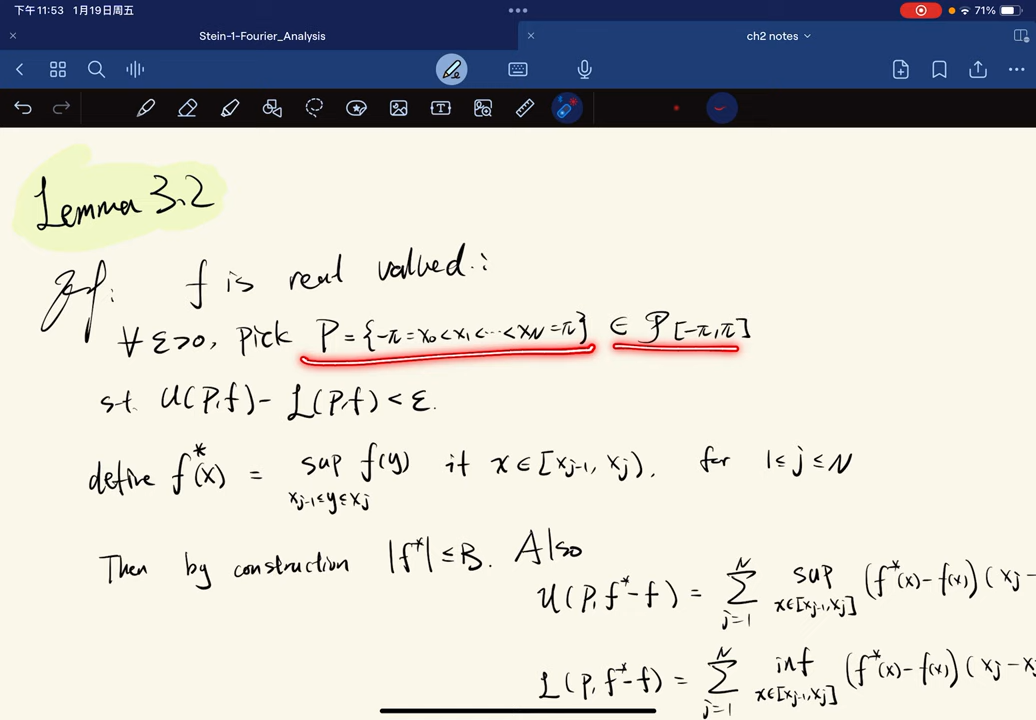 下午11:53 1月19日周五
71%
Stein-1-Fourier_Analysis
ch2 notes
Lemma 3.2
pf: f is real valued.:
∀ε>0, pick P={-π=x₀<x₁<⋯<x_N=π} ∈ 𝒫[-π,π]
st. U(P,f)-L(P,f)<ε.
define f*(x) = sup_{x_{j-1}≤y≤x_j} f(y) if x∈[x_{j-1}, x_j), for 1≤j≤N
Then by construction |f*|≤B. Also
U(P,f*-f) = ∑_{j=1}^{N} sup_{x∈[x_{j-1},x_j]} (f*(x)-f(x))(x_j-
L(P,f*-f) = ∑_{j=1}^{N} inf_{x∈[x_{j-1},x_j]} (f*(x)-f(x))(x_j-x_j